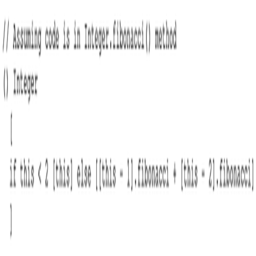 // Assuming code is in Integer.fibonacci() method
() Integer
[
if this < 2 [this] else [[this - 1].fibonacci + [this - 2].fibonacci]
]